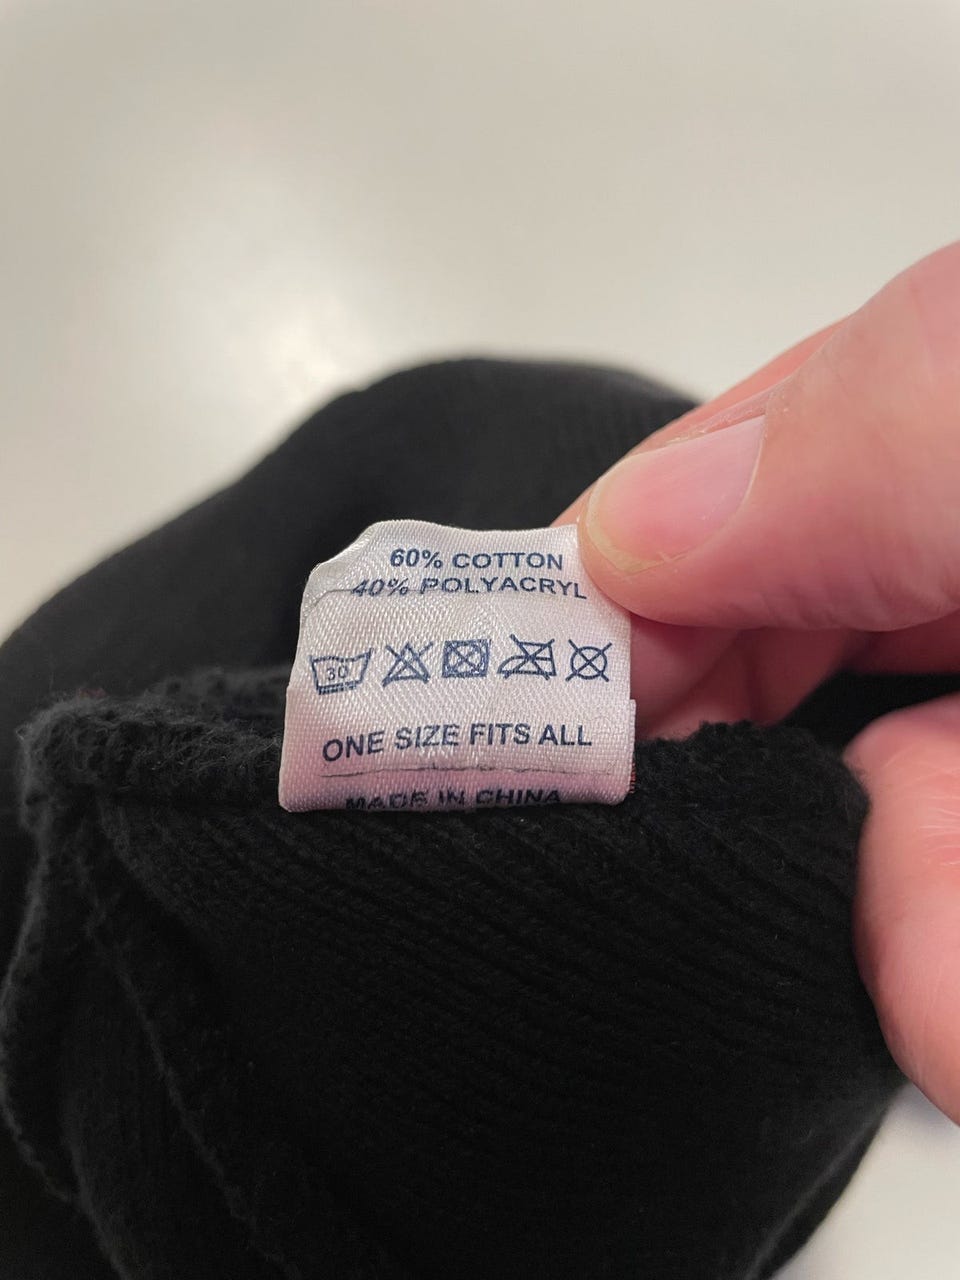 60% COTTON
40% POLYACRYL
30
ONE SIZE FITS ALL
MADE IN CHINA